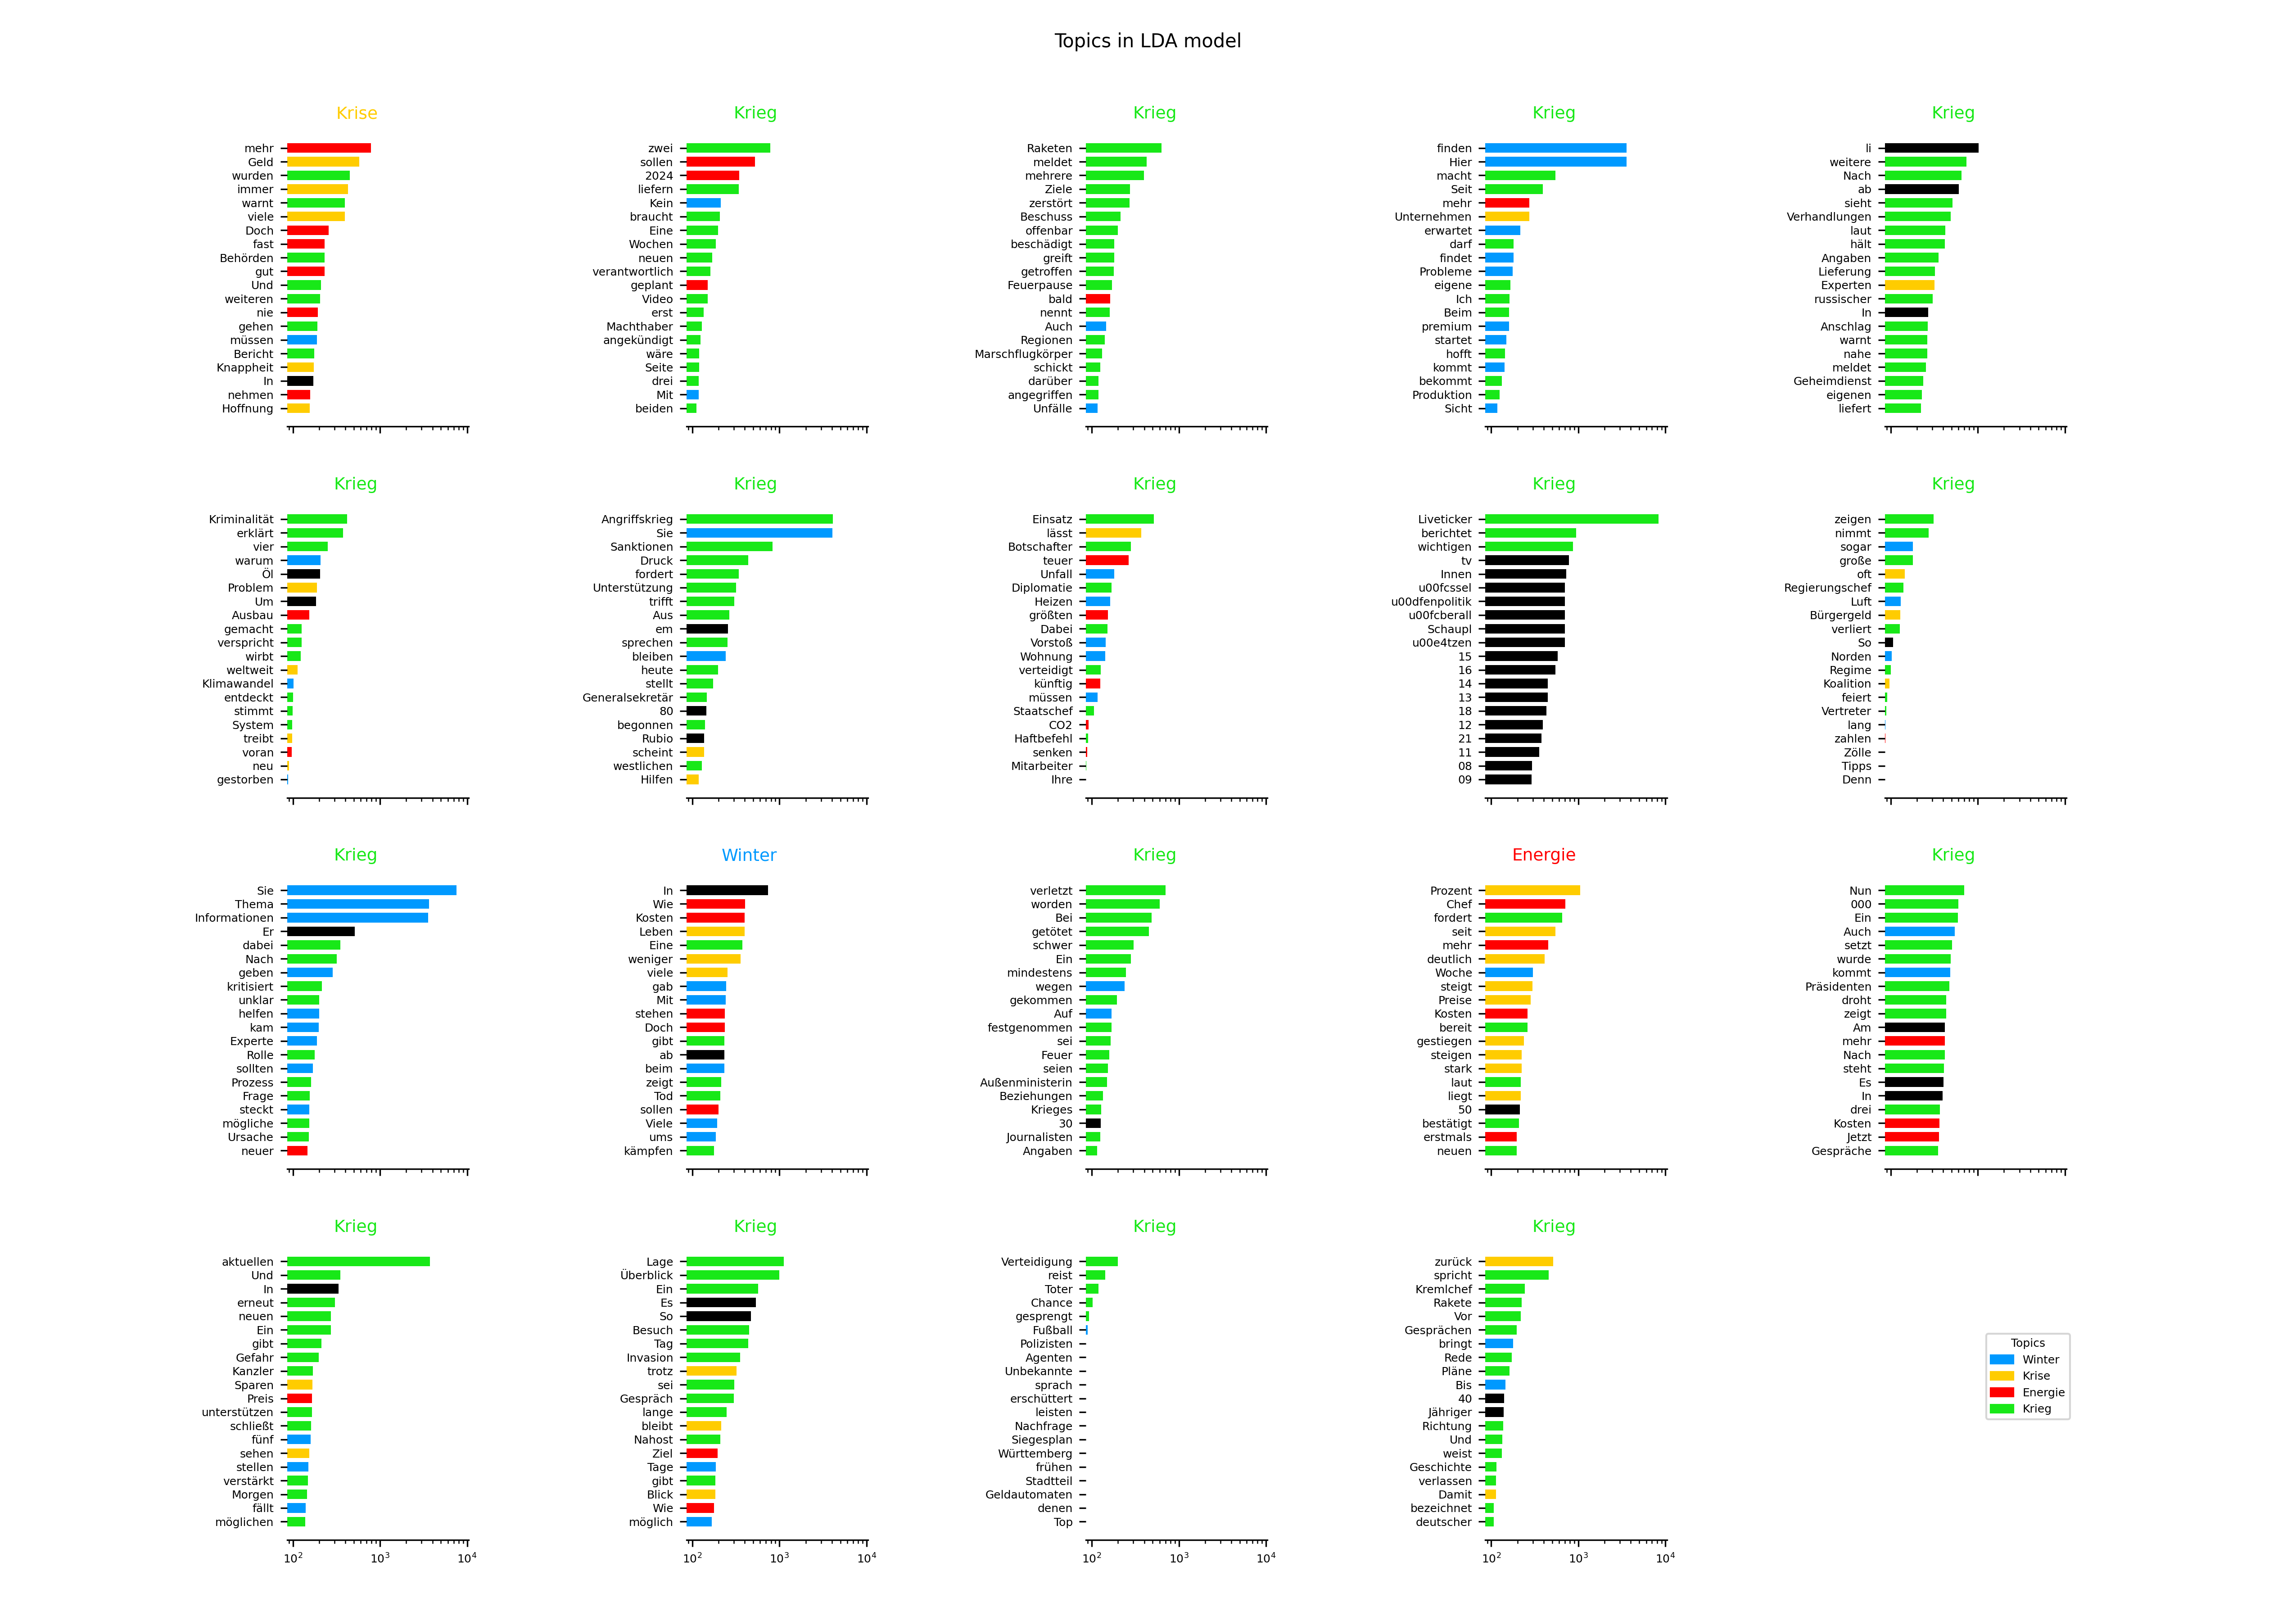 Topics in LDA model
Krise
mehr
Geld
wurden
immer
warnt
viele
Doch
fast
Behörden
gut
Und
weiteren
nie
gehen
müssen
Bericht
Knappheit
In
nehmen
Hoffnung
Krieg
zwei
sollen
2024
liefern
Kein
braucht
Eine
Wochen
neuen
verantwortlich
geplant
Video
erst
Machthaber
angekündigt
wäre
Seite
drei
Mit
beiden
Krieg
Raketen
meldet
mehrere
Ziele
zerstört
Beschuss
offenbar
beschädigt
greift
getroffen
Feuerpause
bald
nennt
Auch
Regionen
Marschflugkörper
schickt
darüber
angegriffen
Unfälle
Krieg
finden
Hier
macht
Seit
mehr
Unternehmen
erwartet
darf
findet
Probleme
eigene
Ich
Beim
premium
startet
hofft
kommt
bekommt
Produktion
Sicht
Krieg
li
weitere
Nach
ab
sieht
Verhandlungen
laut
hält
Angaben
Lieferung
Experten
russischer
In
Anschlag
warnt
nahe
meldet
Geheimdienst
eigenen
liefert
Krieg
Kriminalität
erklärt
vier
warum
Öl
Problem
Um
Ausbau
gemacht
verspricht
wirbt
weltweit
Klimawandel
entdeckt
stimmt
System
treibt
voran
neu
gestorben
Krieg
Angriffskrieg
Sie
Sanktionen
Druck
fordert
Unterstützung
trifft
Aus
em
sprechen
bleiben
heute
stellt
Generalsekretär
80
begonnen
Rubio
scheint
westlichen
Hilfen
Krieg
Einsatz
lässt
Botschafter
teuer
Unfall
Diplomatie
Heizen
größten
Dabei
Vorstoß
Wohnung
verteidigt
künftig
müssen
Staatschef
CO2
Haftbefehl
senken
Mitarbeiter
Ihre
Krieg
Liveticker
berichtet
wichtigen
tv
Innen
u00fcssel
u00dfenpolitik
u00fcberall
Schaupl
u00e4tzen
15
16
14
13
18
12
21
11
08
09
Krieg
zeigen
nimmt
sogar
große
oft
Regierungschef
Luft
Bürgergeld
verliert
So
Norden
Regime
Koalition
feiert
Vertreter
lang
zahlen
Zölle
Tipps
Denn
Krieg
Sie
Thema
Informationen
Er
dabei
Nach
geben
kritisiert
unklar
helfen
kam
Experte
Rolle
sollten
Prozess
Frage
steckt
mögliche
Ursache
neuer
Winter
In
Wie
Kosten
Leben
Eine
weniger
viele
gab
Mit
stehen
Doch
gibt
ab
beim
zeigt
Tod
sollen
Viele
ums
kämpfen
Krieg
verletzt
worden
Bei
getötet
schwer
Ein
mindestens
wegen
gekommen
Auf
festgenommen
sei
Feuer
seien
Außenministerin
Beziehungen
Krieges
30
Journalisten
Angaben
Energie
Prozent
Chef
fordert
seit
mehr
deutlich
Woche
steigt
Preise
Kosten
bereit
gestiegen
steigen
stark
laut
liegt
50
bestätigt
erstmals
neuen
Krieg
Nun
000
Ein
Auch
setzt
wurde
kommt
Präsidenten
droht
zeigt
Am
mehr
Nach
steht
Es
In
drei
Kosten
Jetzt
Gespräche
Krieg
aktuellen
Und
In
erneut
neuen
Ein
gibt
Gefahr
Kanzler
Sparen
Preis
unterstützen
schließt
fünf
sehen
stellen
verstärkt
Morgen
fällt
möglichen
10² 10³ 10⁴
Krieg
Lage
Überblick
Ein
Es
So
Besuch
Tag
Invasion
trotz
sei
Gespräch
lange
bleibt
Nahost
Ziel
Tage
gibt
Blick
Wie
möglich
10² 10³ 10⁴
Krieg
Verteidigung
reist
Toter
Chance
gesprengt
Fußball
Polizisten
Agenten
Unbekannte
sprach
erschüttert
leisten
Nachfrage
Siegesplan
Württemberg
frühen
Stadtteil
Geldautomaten
denen
Top
10² 10³ 10⁴
Krieg
zurück
spricht
Kremlchef
Rakete
Vor
Gesprächen
bringt
Rede
Pläne
Bis
40
Jähriger
Richtung
Und
weist
Geschichte
verlassen
Damit
bezeichnet
deutscher
10² 10³ 10⁴
Topics
Winter
Krise
Energie
Krieg